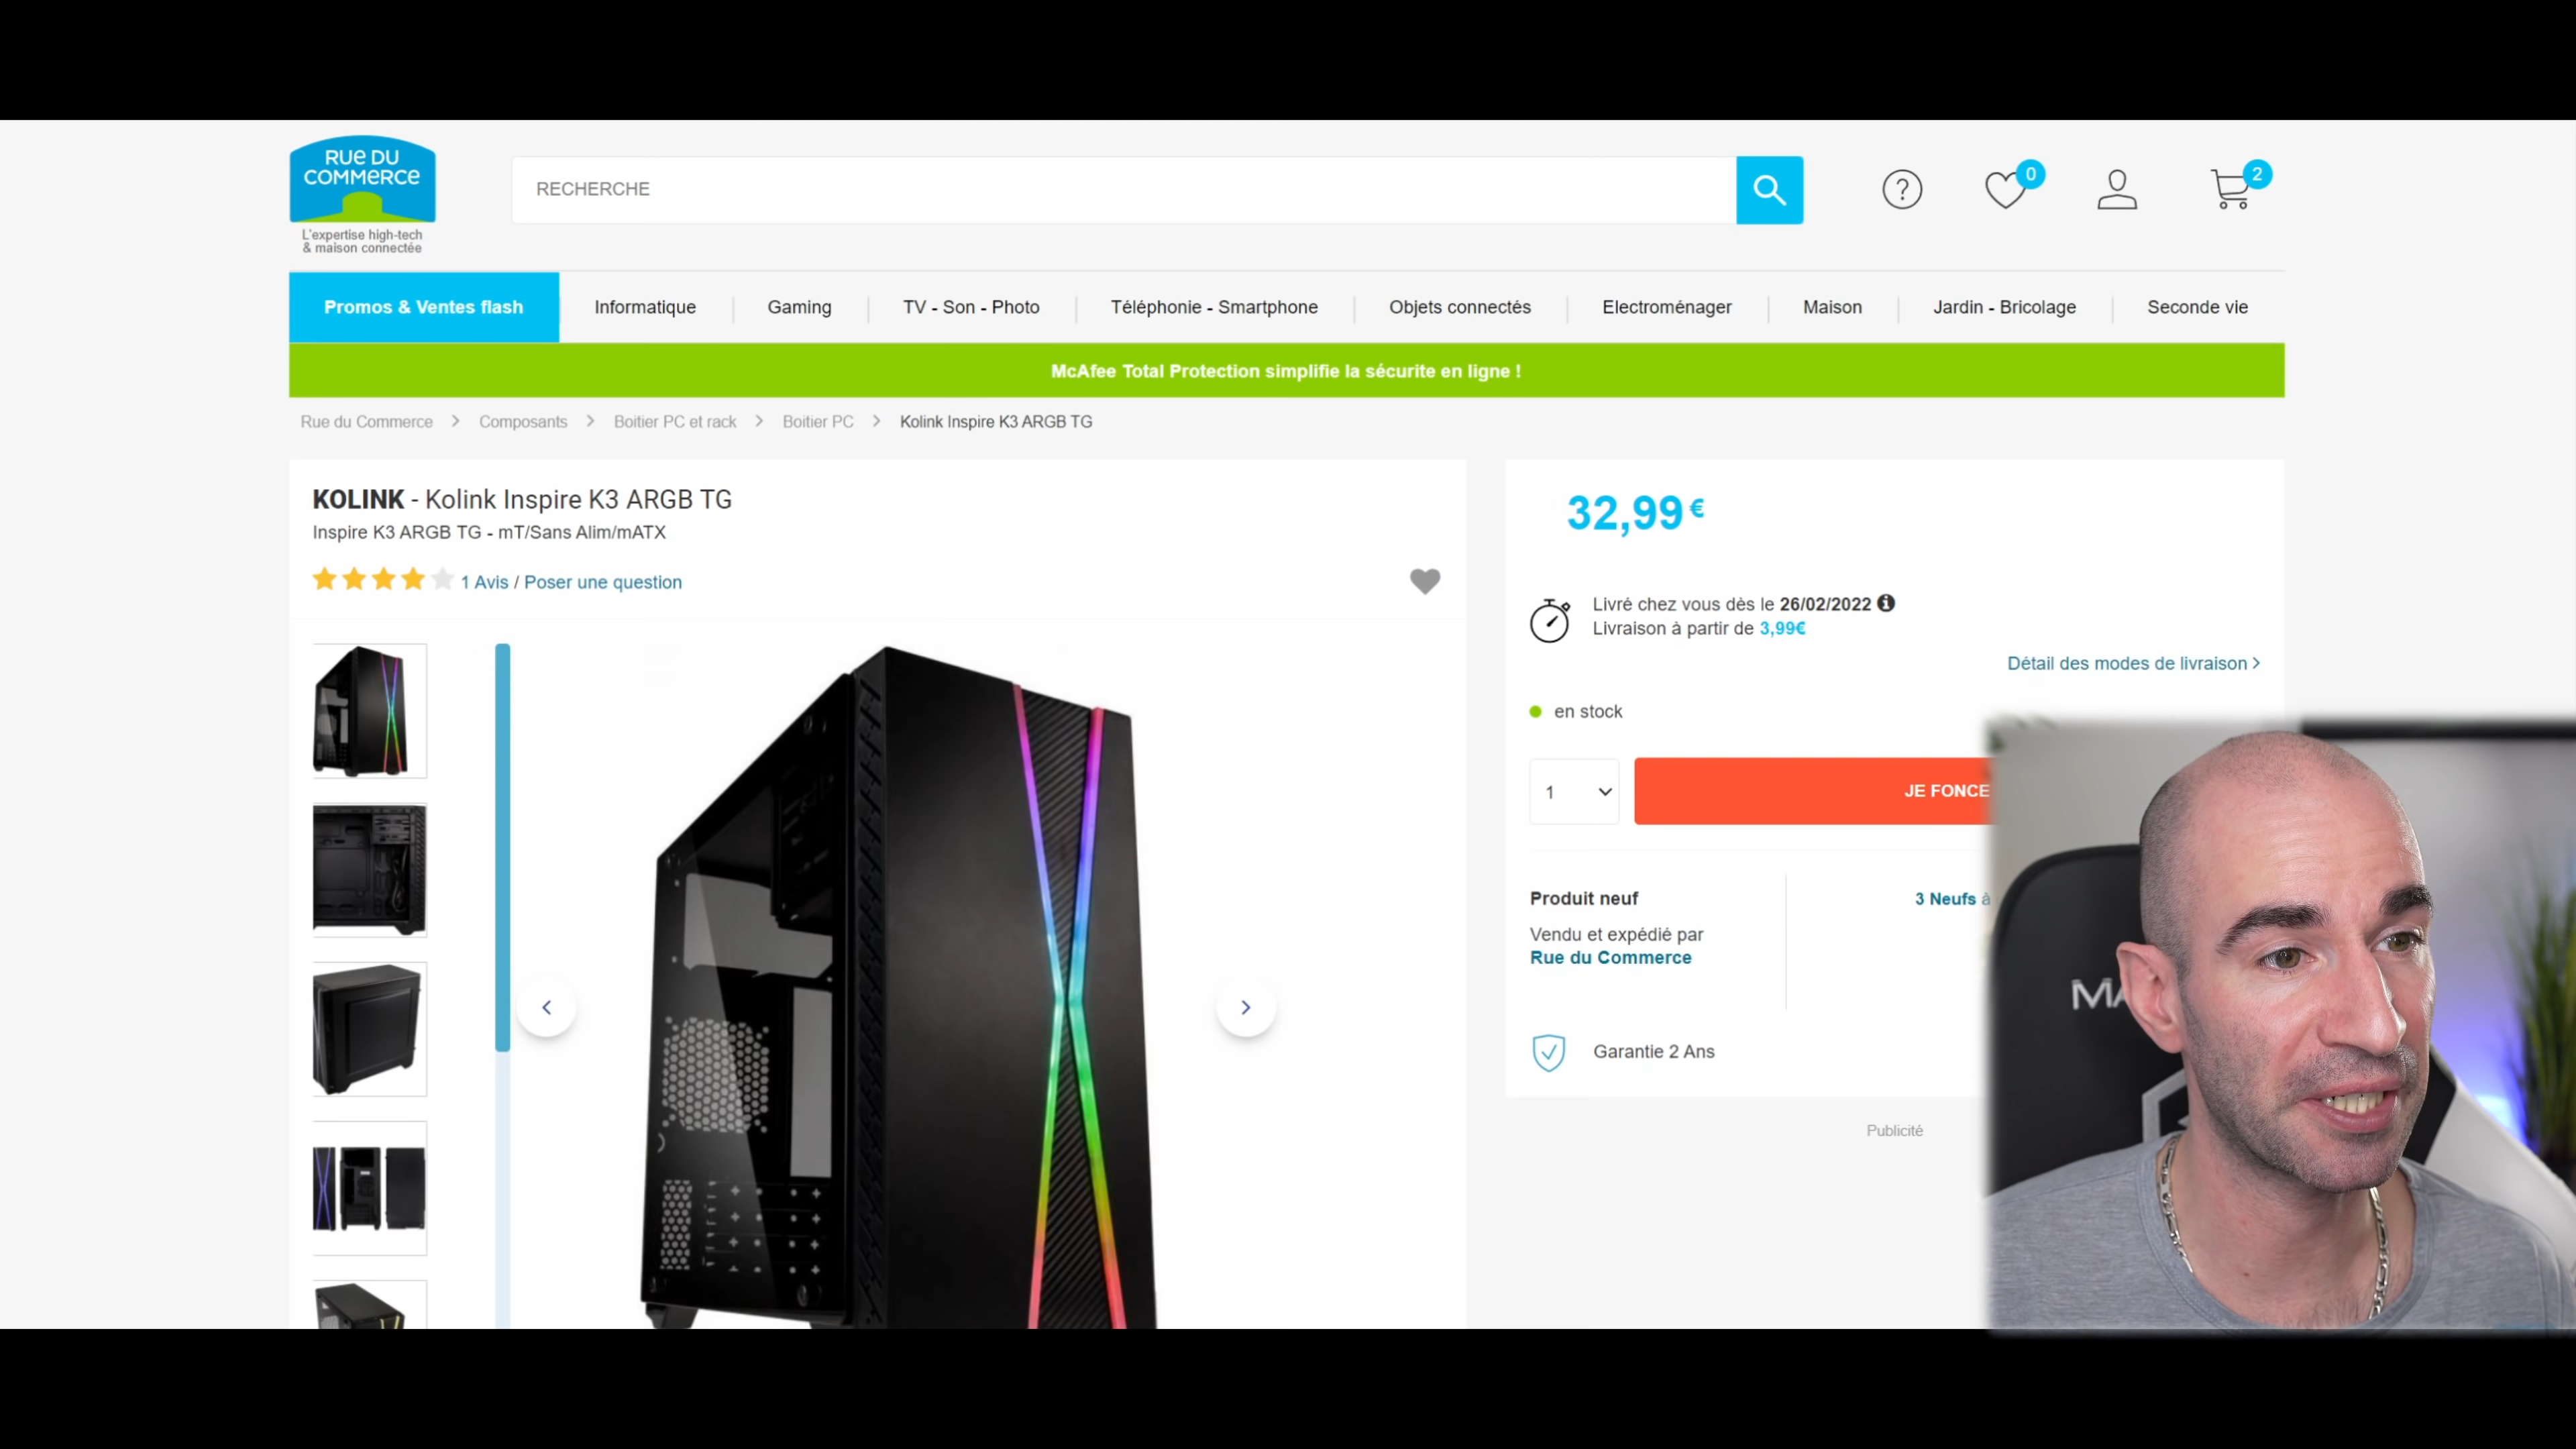 RUE DU
COMMERCE
L'expertise high-tech
& maison connectée
RECHERCHE
0
2
Promos & Ventes flash
Informatique
Gaming
TV - Son - Photo
Téléphonie - Smartphone
Objets connectés
Electroménager
Maison
Jardin - Bricolage
Seconde vie
McAfee Total Protection simplifie la sécurite en ligne !
Rue du Commerce > Composants > Boitier PC et rack > Boitier PC > Kolink Inspire K3 ARGB TG
KOLINK - Kolink Inspire K3 ARGB TG
Inspire K3 ARGB TG - mT/Sans Alim/mATX
1 Avis / Poser une question
32,99 €
Livré chez vous dès le 26/02/2022
Livraison à partir de 3,99€
Détail des modes de livraison >
en stock
1
JE FONCE
Produit neuf
Vendu et expédié par
Rue du Commerce
3 Neufs à
Garantie 2 Ans
Publicité